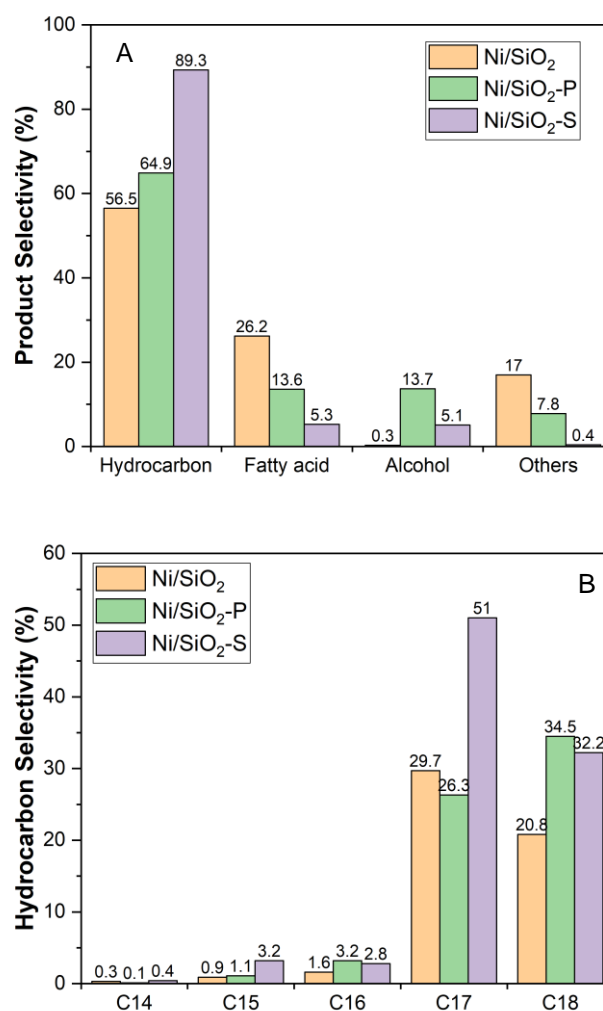 A
Ni/SiO₂
Ni/SiO₂-P
Ni/SiO₂-S
Product Selectivity (%)
100
80
60
40
20
0
56.5
64.9
89.3
26.2
13.6
5.3
0.3
13.7
5.1
17
7.8
0.4
Hydrocarbon
Fatty acid
Alcohol
Others
B
Ni/SiO₂
Ni/SiO₂-P
Ni/SiO₂-S
Hydrocarbon Selectivity (%)
60
50
40
30
20
10
0
0.3
0.1
0.4
0.9
1.1
3.2
1.6
3.2
2.8
29.7
26.3
51
20.8
34.5
32.2
C14
C15
C16
C17
C18